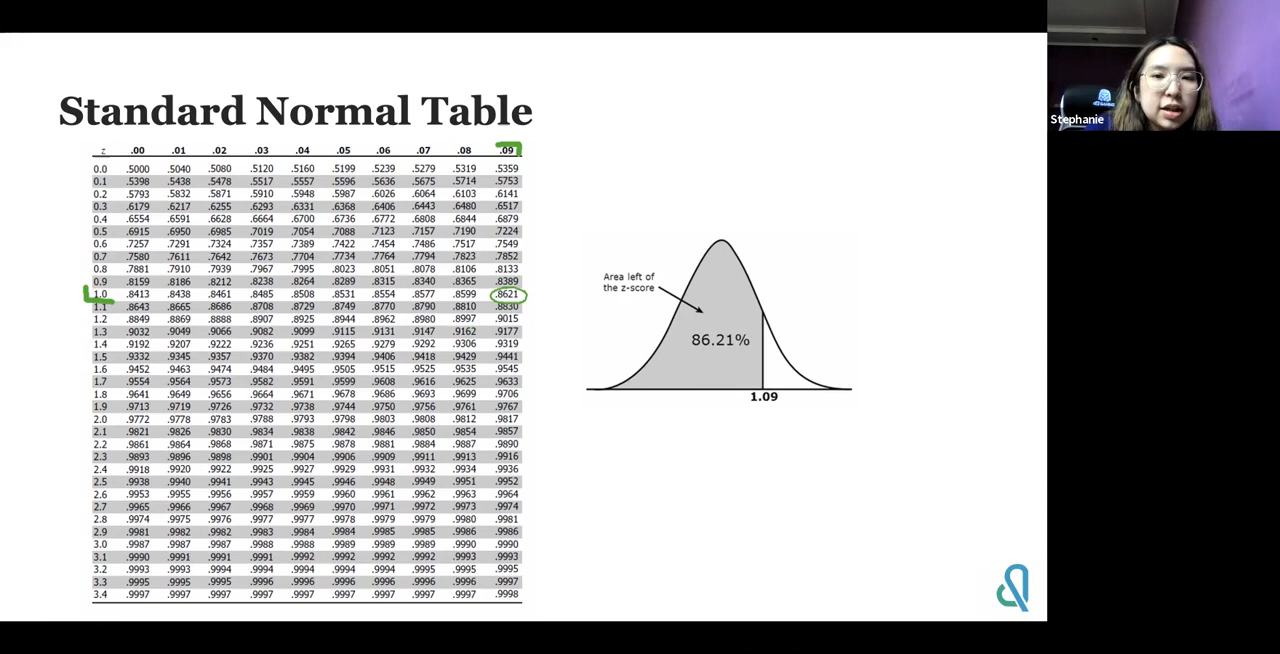 Standard Normal Table
z .00 .01 .02 .03 .04 .05 .06 .07 .08 .09
0.0 .5000 .5040 .5080 .5120 .5160 .5199 .5239 .5279 .5319 .5359
0.1 .5398 .5438 .5478 .5517 .5557 .5596 .5636 .5675 .5714 .5753
0.2 .5793 .5832 .5871 .5910 .5948 .5987 .6026 .6064 .6103 .6141
0.3 .6179 .6217 .6255 .6293 .6331 .6368 .6406 .6443 .6480 .6517
0.4 .6554 .6591 .6628 .6664 .6700 .6736 .6772 .6808 .6844 .6879
0.5 .6915 .6950 .6985 .7019 .7054 .7088 .7123 .7157 .7190 .7224
0.6 .7257 .7291 .7324 .7357 .7389 .7422 .7454 .7486 .7517 .7549
0.7 .7580 .7611 .7642 .7673 .7704 .7734 .7764 .7794 .7823 .7852
0.8 .7881 .7910 .7939 .7967 .7995 .8023 .8051 .8078 .8106 .8133
0.9 .8159 .8186 .8212 .8238 .8264 .8289 .8315 .8340 .8365 .8389
1.0 .8413 .8438 .8461 .8485 .8508 .8531 .8554 .8577 .8599 .8621
1.1 .8643 .8665 .8686 .8708 .8729 .8749 .8770 .8790 .8810 .8830
1.2 .8849 .8869 .8888 .8907 .8925 .8944 .8962 .8980 .8997 .9015
1.3 .9032 .9049 .9066 .9082 .9099 .9115 .9131 .9147 .9162 .9177
1.4 .9192 .9207 .9222 .9236 .9251 .9265 .9279 .9292 .9306 .9319
1.5 .9332 .9345 .9357 .9370 .9382 .9394 .9406 .9418 .9429 .9441
1.6 .9452 .9463 .9474 .9484 .9495 .9505 .9515 .9525 .9535 .9545
1.7 .9554 .9564 .9573 .9582 .9591 .9599 .9608 .9616 .9625 .9633
1.8 .9641 .9649 .9656 .9664 .9671 .9678 .9686 .9693 .9699 .9706
1.9 .9713 .9719 .9726 .9732 .9738 .9744 .9750 .9756 .9761 .9767
2.0 .9772 .9778 .9783 .9788 .9793 .9798 .9803 .9808 .9812 .9817
2.1 .9821 .9826 .9830 .9834 .9838 .9842 .9846 .9850 .9854 .9857
2.2 .9861 .9864 .9868 .9871 .9875 .9878 .9881 .9884 .9887 .9890
2.3 .9893 .9896 .9898 .9901 .9904 .9906 .9909 .9911 .9913 .9916
2.4 .9918 .9920 .9922 .9925 .9927 .9929 .9931 .9932 .9934 .9936
2.5 .9938 .9940 .9941 .9943 .9945 .9946 .9948 .9949 .9951 .9952
2.6 .9953 .9955 .9956 .9957 .9959 .9960 .9961 .9962 .9963 .9964
2.7 .9965 .9966 .9967 .9968 .9969 .9970 .9971 .9972 .9973 .9974
2.8 .9974 .9975 .9976 .9977 .9977 .9978 .9979 .9979 .9980 .9981
2.9 .9981 .9982 .9982 .9983 .9984 .9984 .9985 .9985 .9986 .9986
3.0 .9987 .9987 .9987 .9988 .9988 .9989 .9989 .9989 .9990 .9990
3.1 .9990 .9991 .9991 .9991 .9992 .9992 .9992 .9992 .9993 .9993
3.2 .9993 .9993 .9994 .9994 .9994 .9994 .9994 .9995 .9995 .9995
3.3 .9995 .9995 .9995 .9996 .9996 .9996 .9996 .9996 .9996 .9997
3.4 .9997 .9997 .9997 .9997 .9997 .9997 .9997 .9997 .9997 .9998
Area left of
the z-score
86.21%
1.09
Stephanie